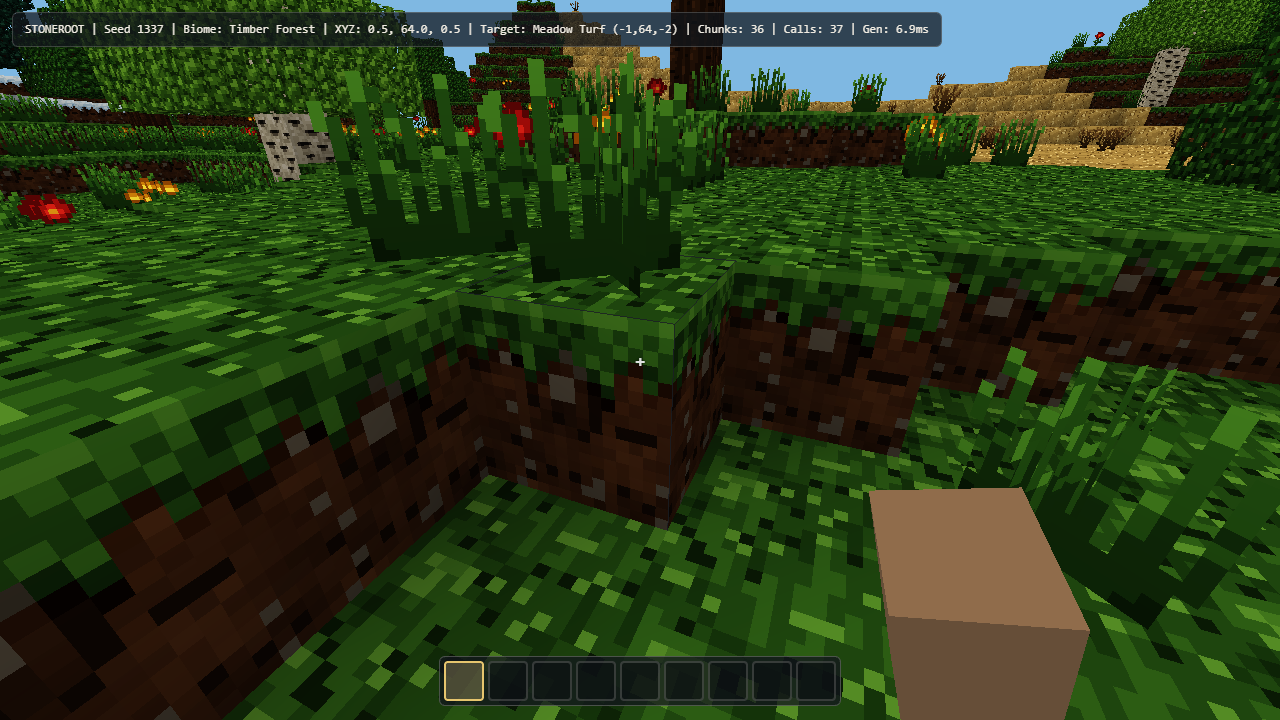 STONEROOT | Seed 1337 | Biome: Timber Forest | XYZ: 0.5, 64.0, 0.5 | Target: Meadow Turf (-1,64,-2) | Chunks: 36 | Calls: 37 | Gen: 6.9ms